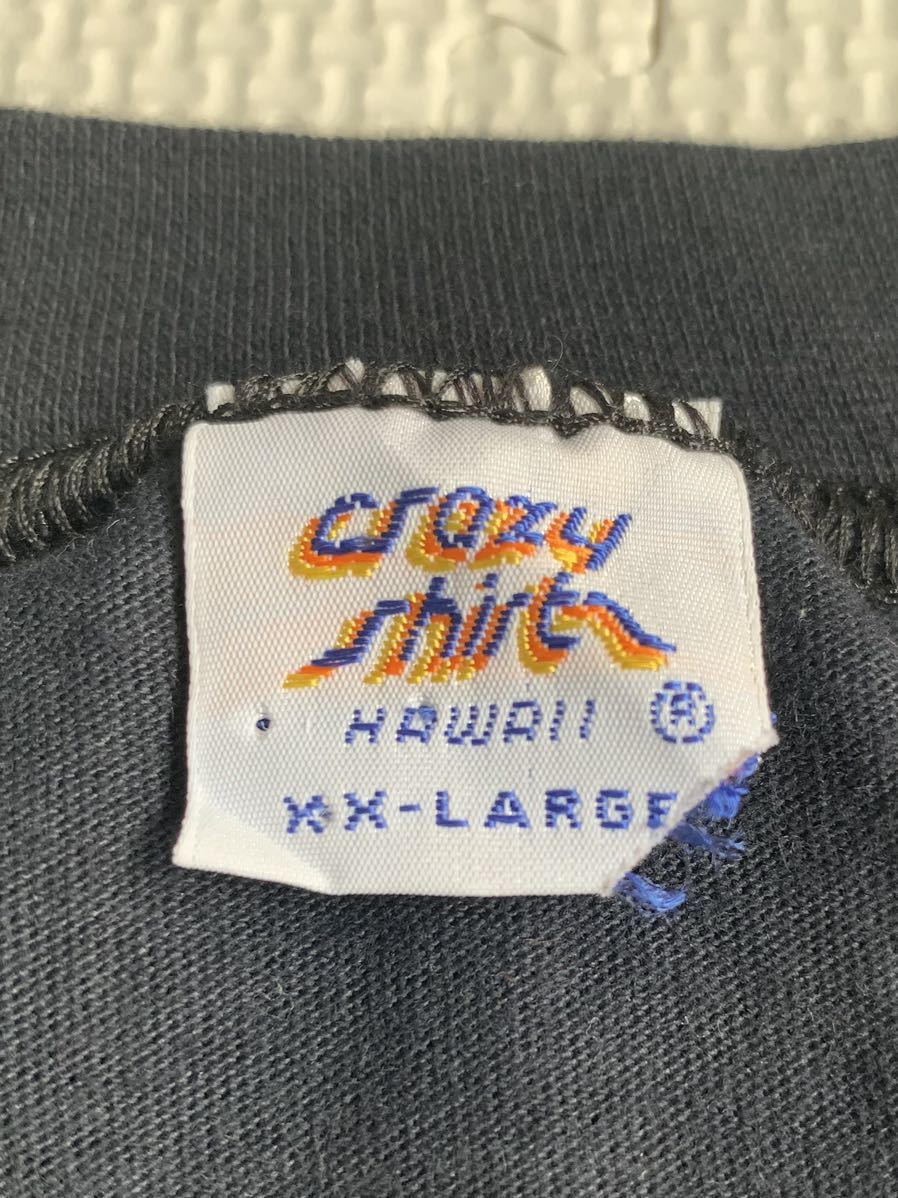 crazy
shirts
HAWAII ®
XX-LARGE